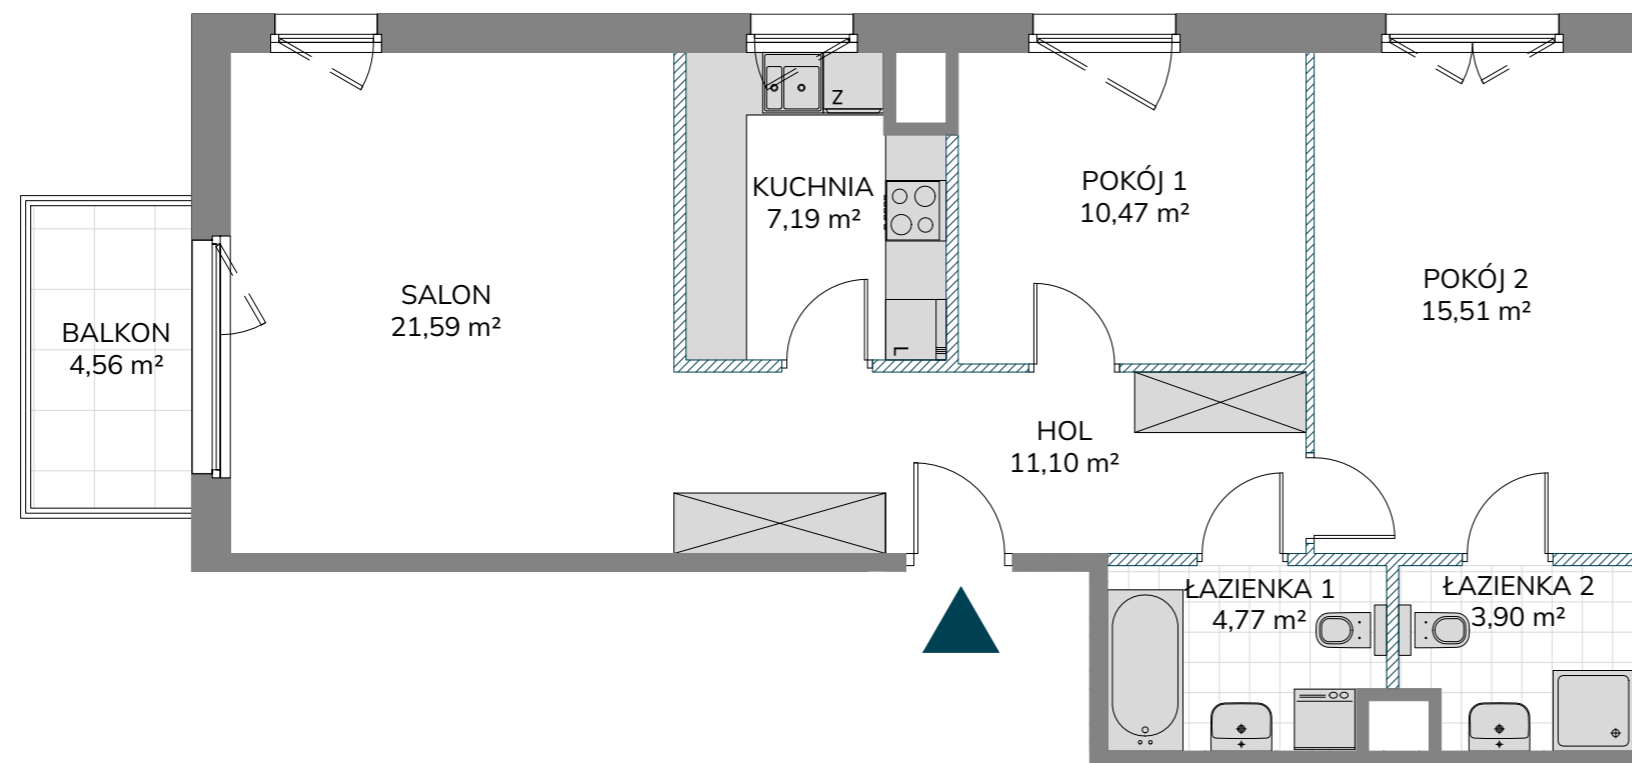 BALKON
4,56 m²
SALON
21,59 m²
Z
KUCHNIA
7,19 m²
L
POKÓJ 1
10,47 m²
POKÓJ 2
15,51 m²
HOL
11,10 m²
ŁAZIENKA 1
4,77 m²
ŁAZIENKA 2
3,90 m²